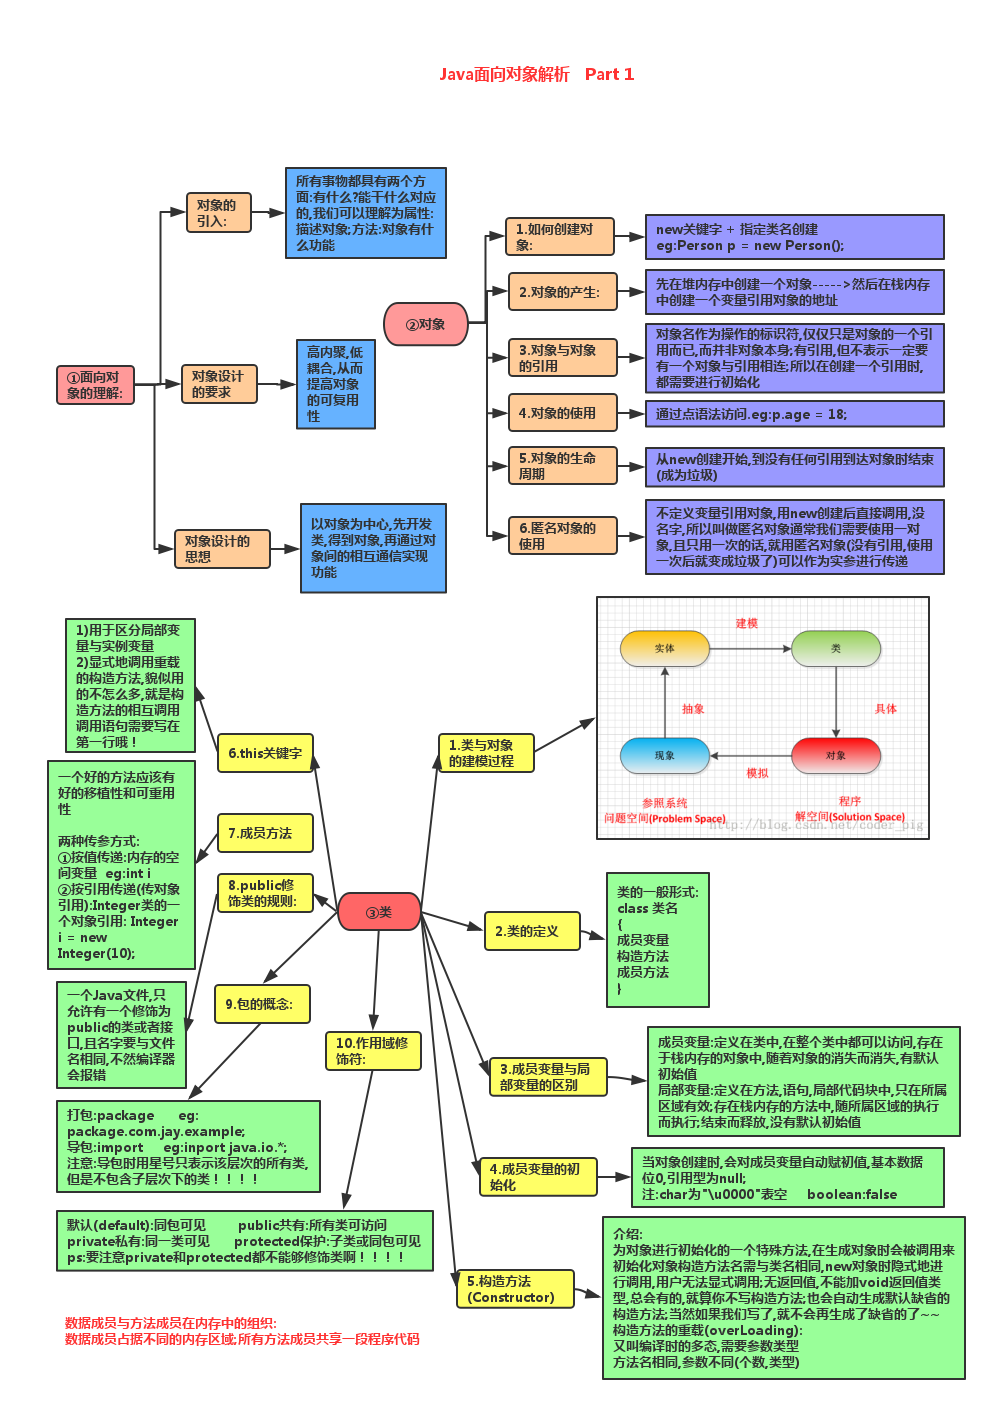 Java面向对象解析   Part 1
①面向对
象的理解:
对象的
引入:
所有事物都具有两个方
面:有什么?能干什么对应
的,我们可以理解为属性:
描述对象;方法:对象有什
么功能
对象设计
的要求
高内聚,低
耦合,从而
提高对象
的可复用
性
对象设计的
思想
以对象为中心,先开发
类,得到对象,再通过对
象间的相互通信实现
功能
②对象
1.如何创建对
象:
new关键字 + 指定类名创建
eg:Person p = new Person();
2.对象的产生:
先在堆内存中创建一个对象----->然后在栈内存
中创建一个变量引用对象的地址
3.对象与对象
的引用
对象名作为操作的标识符,仅仅只是对象的一个引
用而已,而并非对象本身;有引用,但不表示一定要
有一个对象与引用相连;所以在创建一个引用时,
都需要进行初始化
4.对象的使用
通过点语法访问.eg:p.age = 18;
5.对象的生命
周期
从new创建开始,到没有任何引用到达对象时结束
(成为垃圾)
6.匿名对象的
使用
不定义变量引用对象,用new创建后直接调用,没
名字,所以叫做匿名对象通常我们需要使用一对
象,且只用一次的话,就用匿名对象(没有引用,使用
一次后就变成垃圾了)可以作为实参进行传递
③类
1.类与对象
的建模过程
建模
实体
类
抽象
具体
现象
对象
模拟
参照系统
问题空间(Problem Space)
程序
解空间(Solution Space)
http://blog.csdn.net/coder_pig
2.类的定义
类的一般形式:
class 类名
{
成员变量
构造方法
成员方法
}
3.成员变量与局
部变量的区别
成员变量:定义在类中,在整个类中都可以访问,存在
于栈内存的对象中,随着对象的消失而消失,有默认
初始值
局部变量:定义在方法,语句,局部代码块中,只在所属
区域有效;存在栈内存的方法中,随所属区域的执行
而执行;结束而释放,没有默认初始值
4.成员变量的初
始化
当对象创建时,会对成员变量自动赋初值,基本数据
位0,引用型为null;
注:char为"\u0000"表空     boolean:false
5.构造方法
(Constructor)
介绍:
为对象进行初始化的一个特殊方法,在生成对象时会被调用来
初始化对象构造方法名需与类名相同,new对象时隐式地进
行调用,用户无法显式调用;无返回值,不能加void返回值类
型,总会有的,就算你不写构造方法;也会自动生成默认缺省的
构造方法;当然如果我们写了,就不会再生成了缺省的了~~
构造方法的重载(overLoading):
又叫编译时的多态,需要参数类型
方法名相同,参数不同(个数,类型)
6.this关键字
1)用于区分局部变
量与实例变量
2)显式地调用重载
的构造方法,貌似用
的不怎么多,就是构
造方法的相互调用
调用语句需要写在
第一行哦！
7.成员方法
一个好的方法应该有
好的移植性和可重用
性
两种传参方式:
①按值传递:内存的空
间变量  eg:int i
②按引用传递(传对象
引用):Integer类的一
个对象引用: Integer
i = new
Integer(10);
8.public修
饰类的规则:
一个Java文件,只
允许有一个修饰为
public的类或者接
口,且名字要与文件
名相同,不然编译器
会报错
9.包的概念:
打包:package      eg:
package.com.jay.example;
导包:import     eg:inport java.io.*;
注意:导包时用星号只表示该层次的所有类,
但是不包含子层次下的类！！！！
10.作用域修
饰符:
默认(default):同包可见        public共有:所有类可访问
private私有:同一类可见      protected保护:子类或同包可见
ps:要注意private和protected都不能够修饰类啊！！！！
数据成员与方法成员在内存中的组织:
数据成员占据不同的内存区域;所有方法成员共享一段程序代码